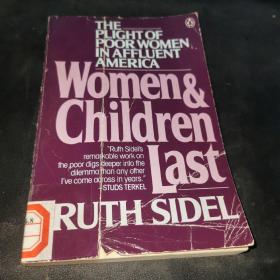 THE
PLIGHT OF
POOR WOMEN
IN AFFLUENT
AMERICA
Women &
Children
Last
"Ruth Sidel's
remarkable work on
the poor digs deeper into the
dilemma than any other
I've come across in years."
—STUDS TERKEL
RUTH SIDEL